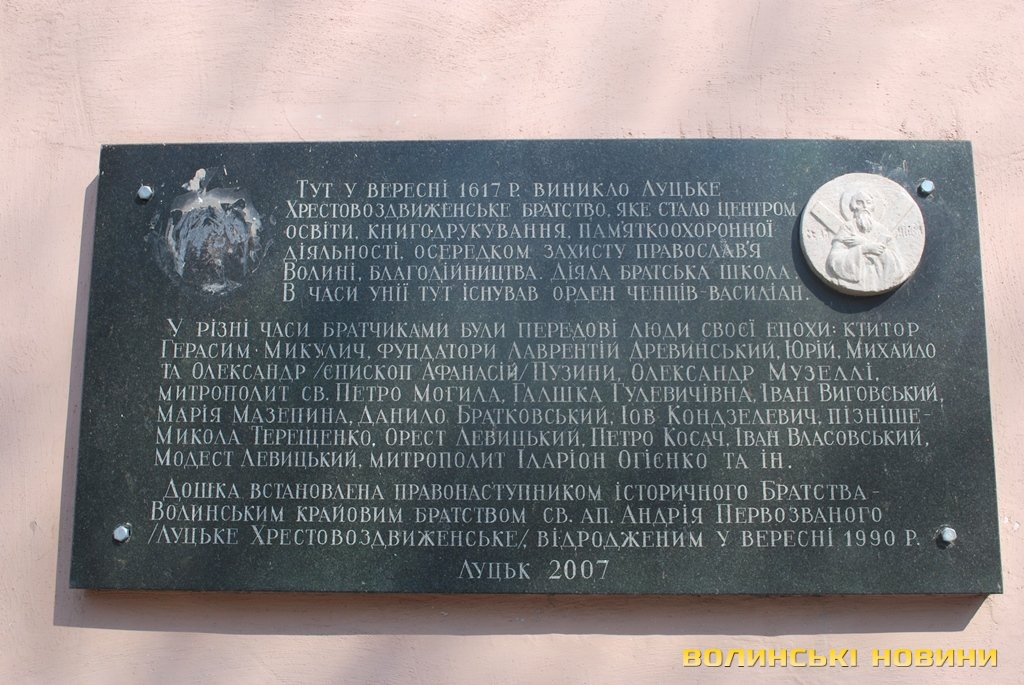 Тут у вересні 1617 р. виникло Луцьке
Хрестовоздвиженське братство, яке стало центром
освіти, книгодрукування, пам'яткоохоронної
діяльності, осередком захисту православ'я
Волині, благодійництва. Діяла братська школа.
В часи унії тут існував орден ченців-василіан.
У різні часи братчиками були передові люди своєї епохи: ктитор
Герасим Микулич, фундатори Лаврентій Древинський, Юрій, Михайло
та Олександр /єпископ Афанасій/ Пузини, Олександр Музеллі,
митрополит св. Петро Могила, Галшка Гулевичівна, Іван Виговський,
Марія Мазепина, Данило Братковський, Іов Кондзелевич, пізніше-
Микола Терещенко, Орест Левицький, Петро Косач, Іван Власовський,
Модест Левицький, митрополит Іларіон Огієнко та ін.
Дошка встановлена правонаступником історичного Братства-
Волинським крайовим братством св. ап. Андрія Первозваного
/Луцьке Хрестовоздвиженське/, відродженим у вересні 1990 р.
Луцьк 2007
ВОЛИНСЬКІ НОВИНИ